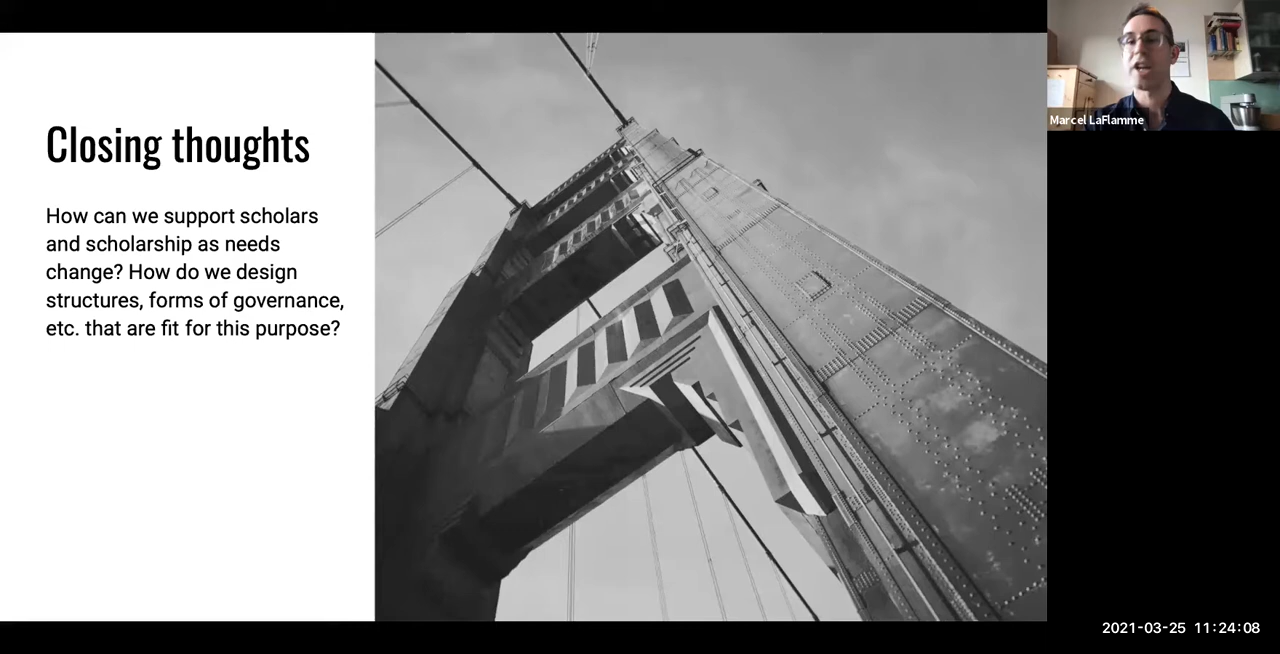 Closing thoughts
How can we support scholars
and scholarship as needs
change? How do we design
structures, forms of governance,
etc. that are fit for this purpose?
Marcel LaFlamme
2021-03-25 11:24:08